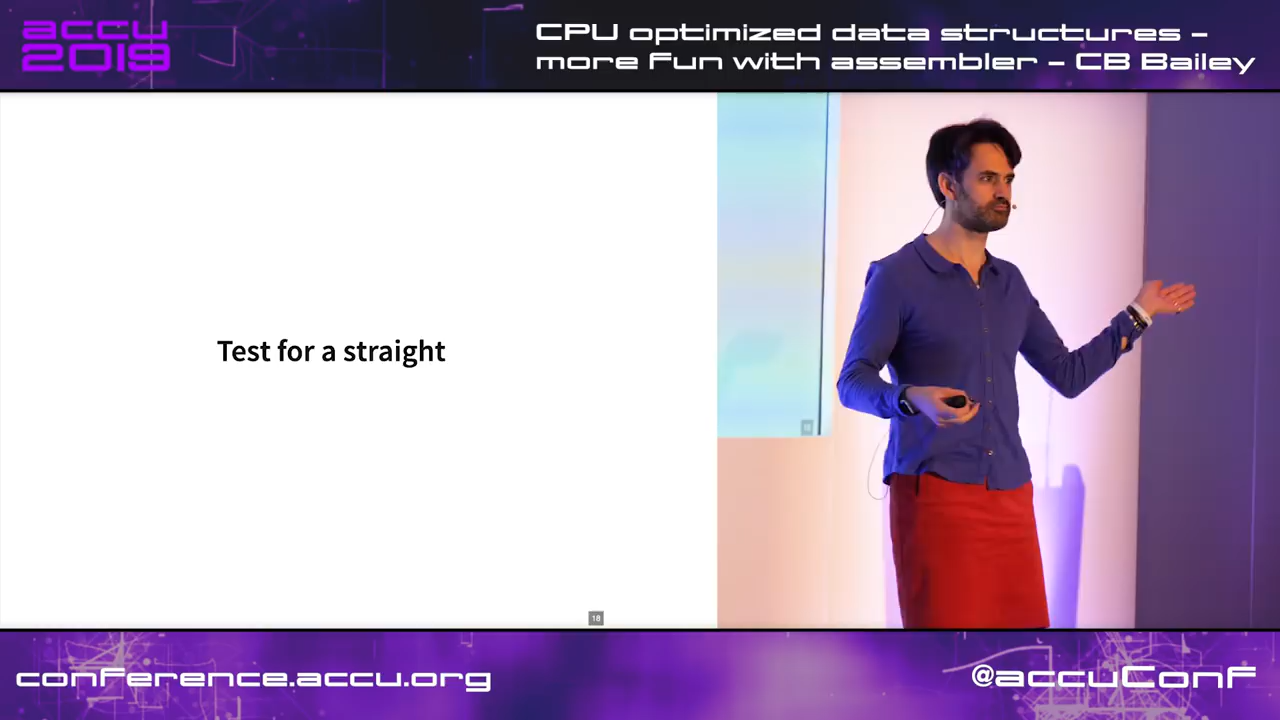 accu
2019
CPU optimized data structures –
more fun with assembler – CB Bailey
Test for a straight
18
18
conference.accu.org
@accuConf